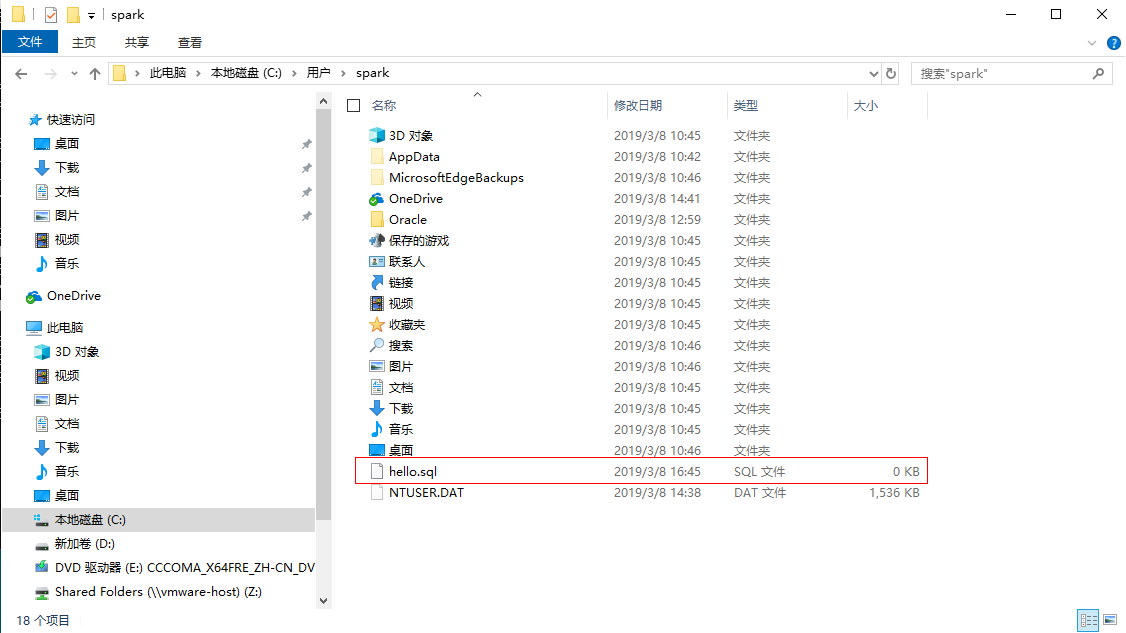 spark
文件 主页 共享 查看
此电脑 本地磁盘 (C:) 用户 spark 搜索"spark"
快速访问
桌面
下载
文档
图片
视频
音乐
OneDrive
此电脑
3D 对象
视频
图片
文档
下载
音乐
桌面
本地磁盘 (C:)
新加卷 (D:)
DVD 驱动器 (E:) CCCOMA_X64FRE_ZH-CN_DV
Shared Folders (\\vmware-host) (Z:)
名称 修改日期 类型 大小
3D 对象 2019/3/8 10:45 文件夹
AppData 2019/3/8 10:42 文件夹
MicrosoftEdgeBackups 2019/3/8 10:46 文件夹
OneDrive 2019/3/8 14:41 文件夹
Oracle 2019/3/8 12:59 文件夹
保存的游戏 2019/3/8 10:45 文件夹
联系人 2019/3/8 10:45 文件夹
链接 2019/3/8 10:45 文件夹
视频 2019/3/8 10:45 文件夹
收藏夹 2019/3/8 10:45 文件夹
搜索 2019/3/8 10:46 文件夹
图片 2019/3/8 10:46 文件夹
文档 2019/3/8 10:45 文件夹
下载 2019/3/8 10:45 文件夹
音乐 2019/3/8 10:45 文件夹
桌面 2019/3/8 10:46 文件夹
hello.sql 2019/3/8 16:45 SQL 文件 0 KB
NTUSER.DAT 2019/3/8 14:38 DAT 文件 1,536 KB
18 个项目